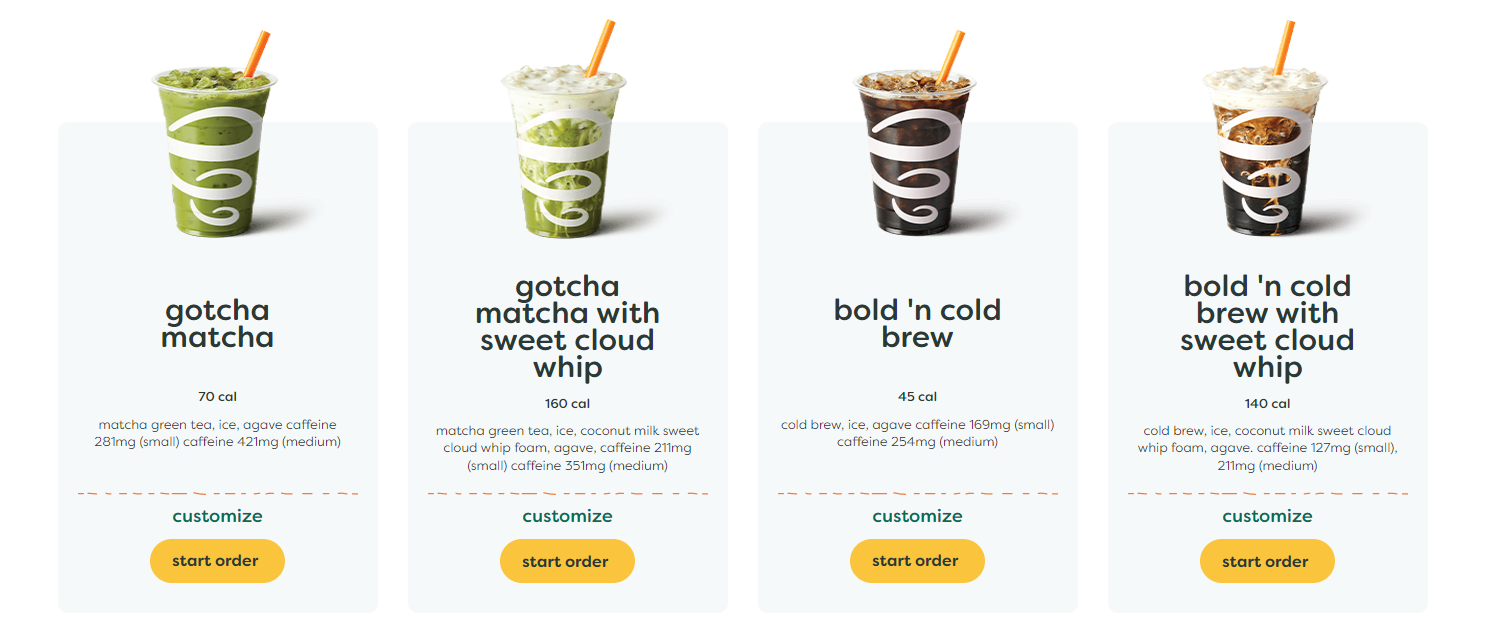 gotcha
matcha
70 cal
matcha green tea, ice, agave caffeine
281mg (small) caffeine 421mg (medium)
customize
start order
gotcha
matcha with
sweet cloud
whip
160 cal
matcha green tea, ice, coconut milk sweet
cloud whip foam, agave, caffeine 211mg
(small) caffeine 351mg (medium)
customize
start order
bold 'n cold
brew
45 cal
cold brew, ice, agave caffeine 169mg (small)
caffeine 254mg (medium)
customize
start order
bold 'n cold
brew with
sweet cloud
whip
140 cal
cold brew, ice, coconut milk sweet cloud
whip foam, agave. caffeine 127mg (small),
211mg (medium)
customize
start order